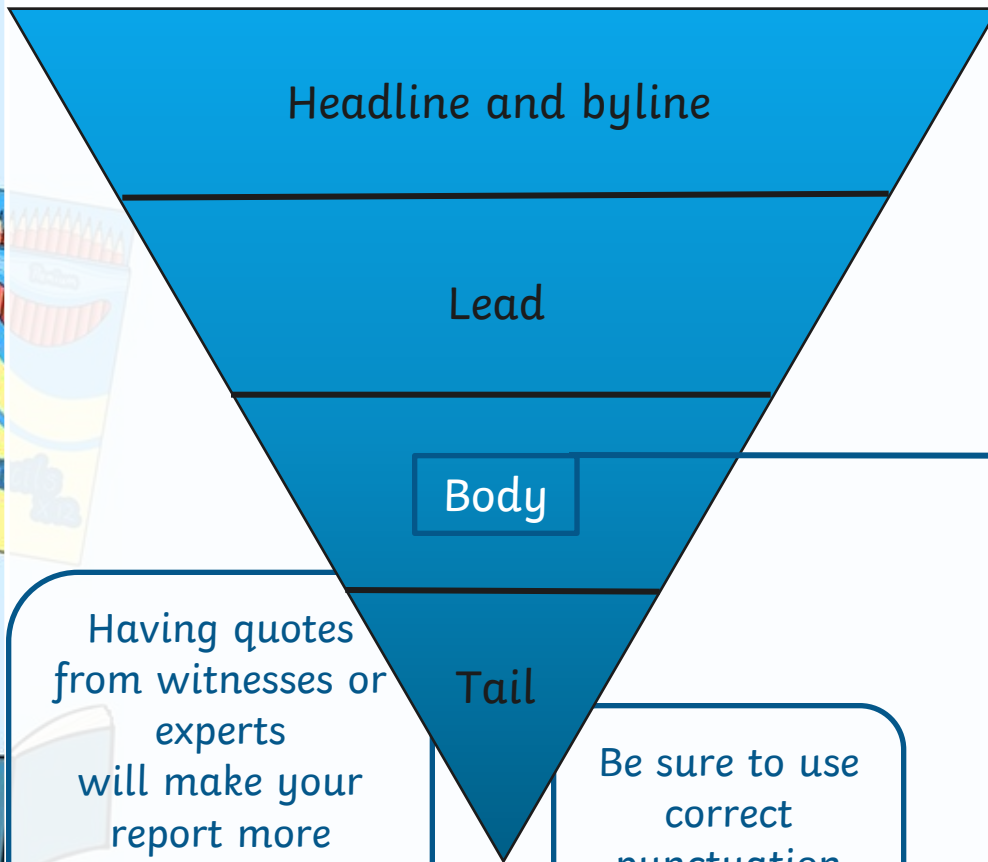 Headline and byline
Lead
Body
Tail
Having quotes
from witnesses or
experts
will make your
report more
Be sure to use
correct
punctuation